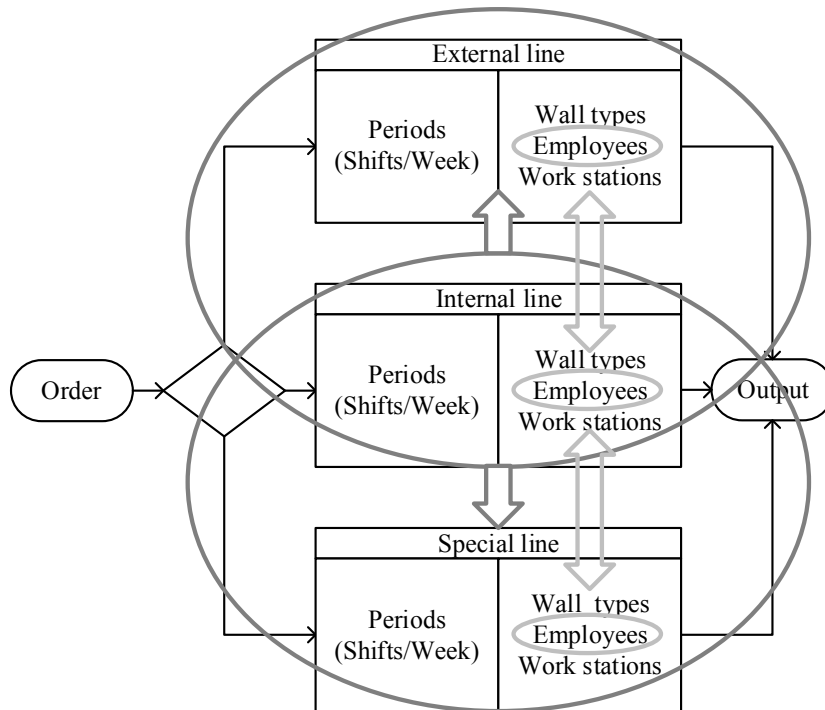 External line
Periods
(Shifts/Week)
Wall types
Employees
Work stations
Internal line
Order
Periods
(Shifts/Week)
Wall types
Employees
Work stations
Output
Special line
Periods
(Shifts/Week)
Wall types
Employees
Work stations